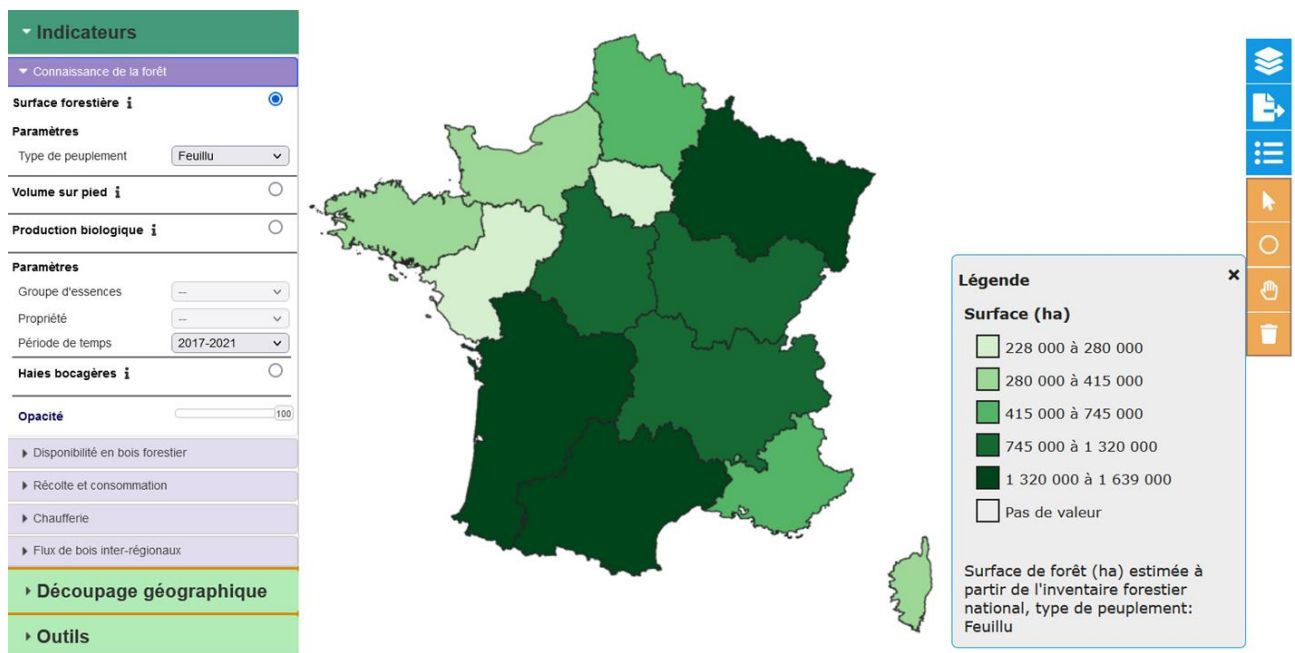 Indicateurs
Connaissance de la forêt
Surface forestière i
Paramètres
Type de peuplement Feuillu
Volume sur pied i
Production biologique i
Paramètres
Groupe d'essences --
Propriété --
Période de temps 2017-2021
Haies bocagères i
Opacité 100
Disponibilité en bois forestier
Récolte et consommation
Chaufferie
Flux de bois inter-régionaux
Découpage géographique
Outils
Légende
Surface (ha)
228 000 à 280 000
280 000 à 415 000
415 000 à 745 000
745 000 à 1 320 000
1 320 000 à 1 639 000
Pas de valeur
Surface de forêt (ha) estimée à
partir de l'inventaire forestier
national, type de peuplement:
Feuillu